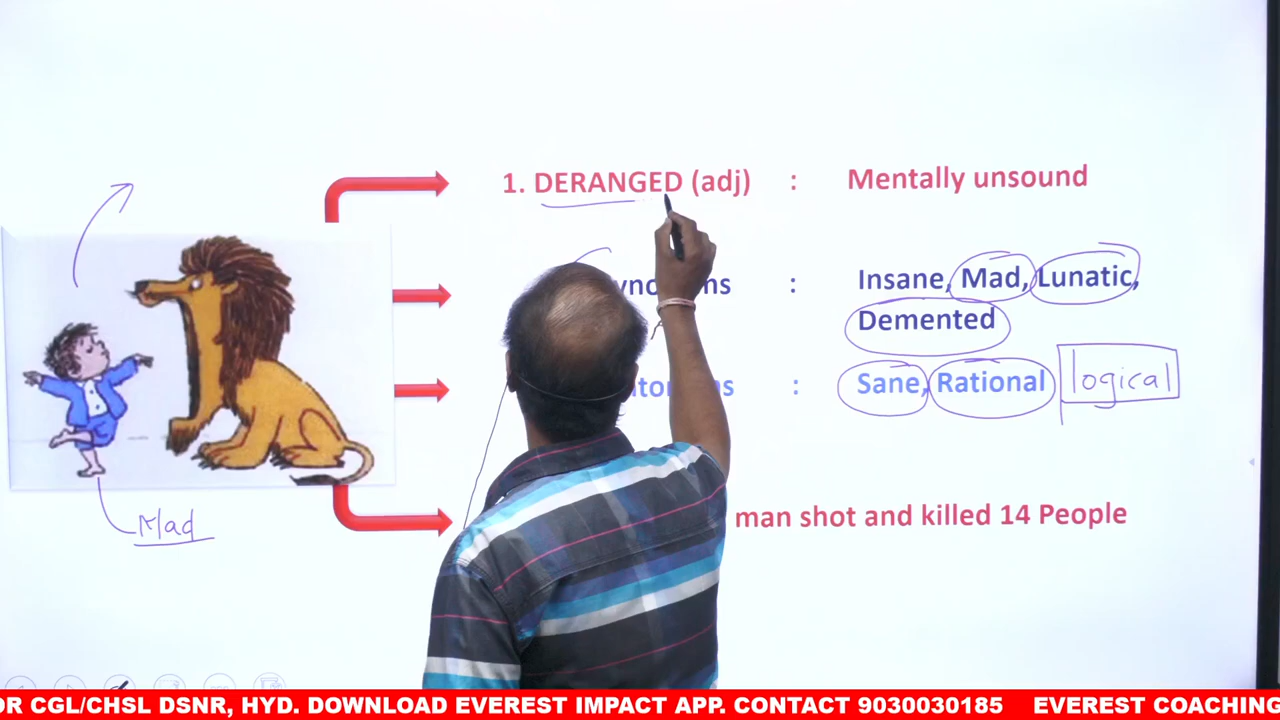 1. DERANGED (adj) : Mentally unsound
: Insane, Mad, Lunatic,
Demented
: Sane, Rational logical
man shot and killed 14 People
Mad
OR CGL/CHSL DSNR, HYD. DOWNLOAD EVEREST IMPACT APP. CONTACT 9030030185 EVEREST COACHING